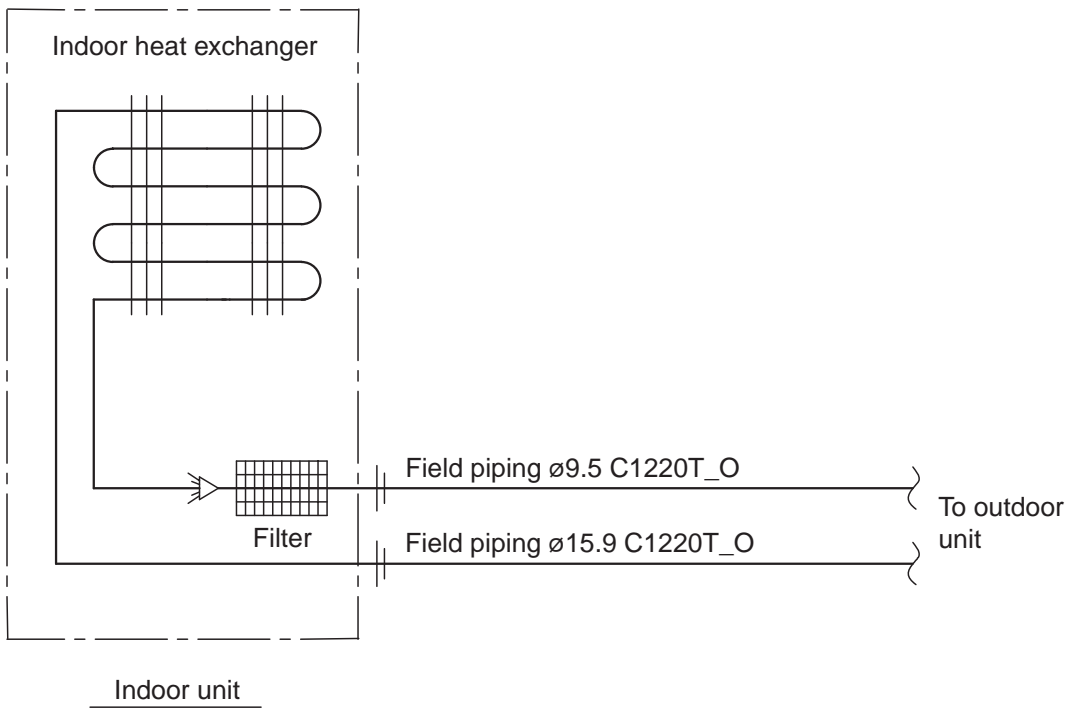 Indoor heat exchanger
Field piping ø9.5 C1220T_O
Filter
Field piping ø15.9 C1220T_O
To outdoor
unit
Indoor unit